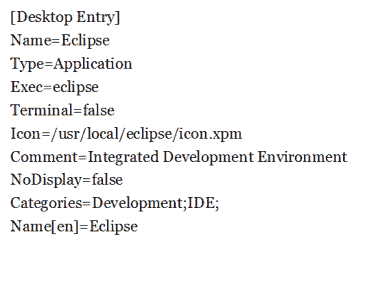 [Desktop Entry]
Name=Eclipse
Type=Application
Exec=eclipse
Terminal=false
Icon=/usr/local/eclipse/icon.xpm
Comment=Integrated Development Environment
NoDisplay=false
Categories=Development;IDE;
Name[en]=Eclipse